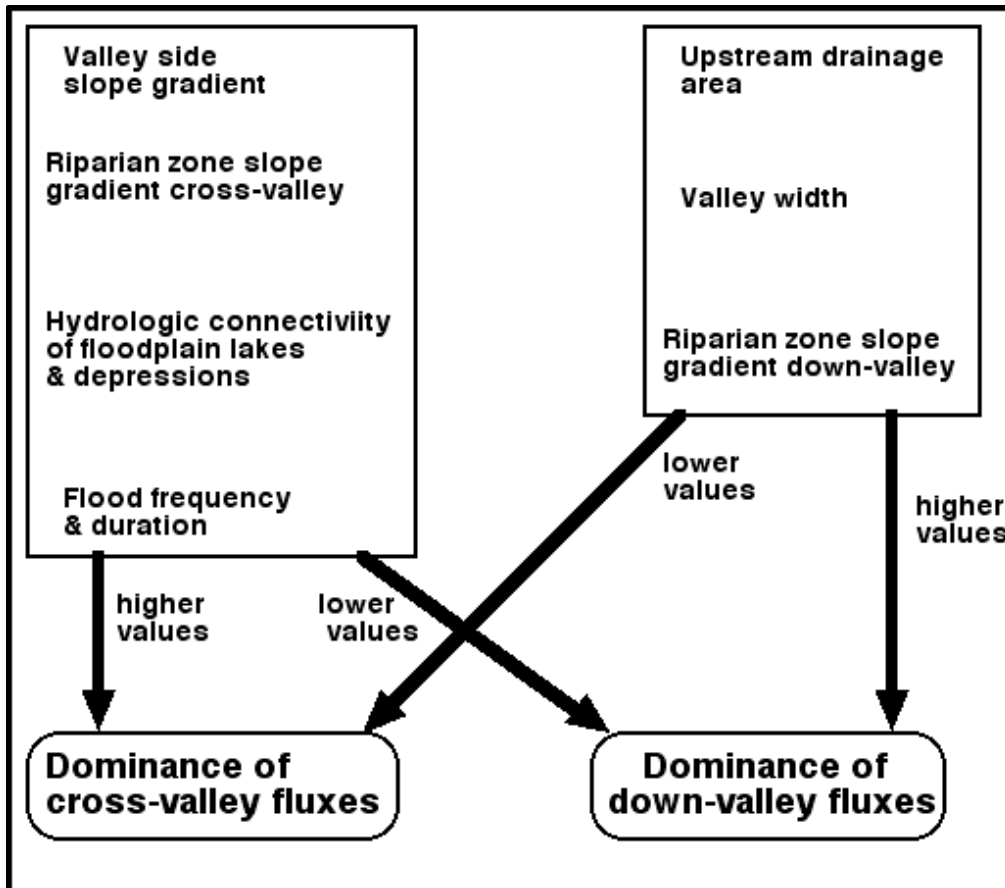 Valley side
slope gradient
Riparian zone slope
gradient cross-valley
Hydrologic connectiviity
of floodplain lakes
& depressions
Flood frequency
& duration
Upstream drainage
area
Valley width
Riparian zone slope
gradient down-valley
higher
values
lower
values
lower
values
higher
values
Dominance of
cross-valley fluxes
Dominance of
down-valley fluxes